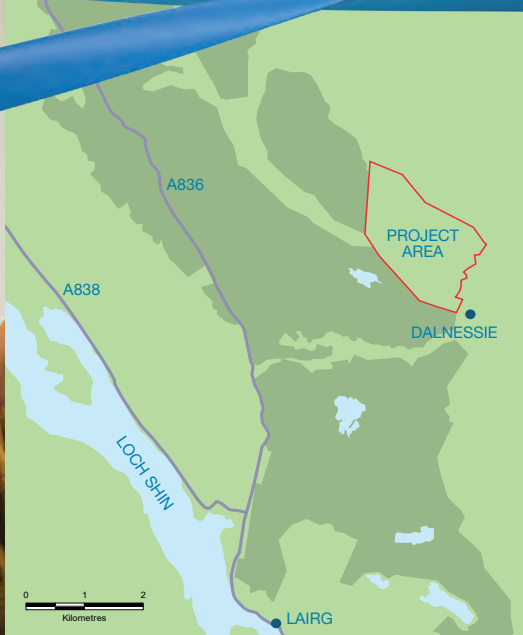 A836
PROJECT
AREA
A838
DALNESSIE
LOCH SHIN
0 1 2
Kilometres
LAIRG